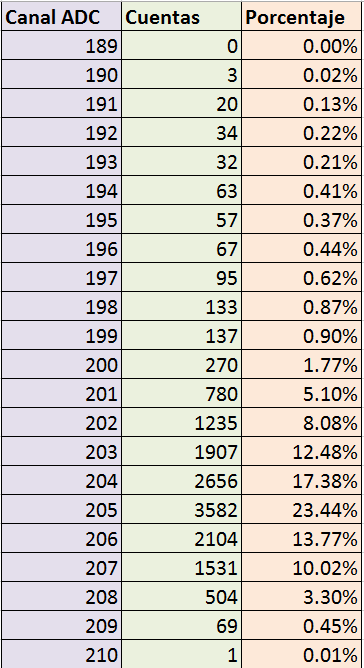 Canal ADC Cuentas Porcentaje
189 0 0.00%
190 3 0.02%
191 20 0.13%
192 34 0.22%
193 32 0.21%
194 63 0.41%
195 57 0.37%
196 67 0.44%
197 95 0.62%
198 133 0.87%
199 137 0.90%
200 270 1.77%
201 780 5.10%
202 1235 8.08%
203 1907 12.48%
204 2656 17.38%
205 3582 23.44%
206 2104 13.77%
207 1531 10.02%
208 504 3.30%
209 69 0.45%
210 1 0.01%